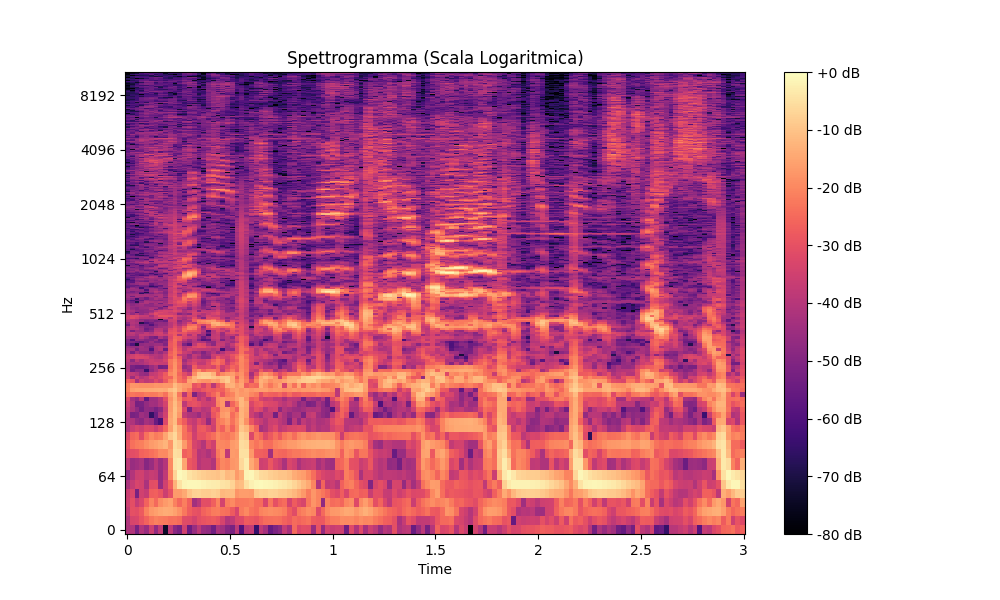 Spettrogramma (Scala Logaritmica)
Hz
8192
4096
2048
1024
512
256
128
64
0
0
0.5
1
1.5
2
2.5
3
Time
+0 dB
-10 dB
-20 dB
-30 dB
-40 dB
-50 dB
-60 dB
-70 dB
-80 dB